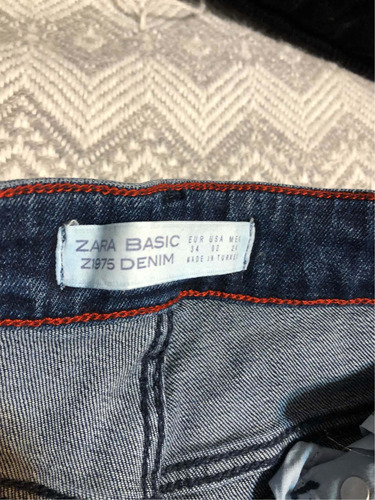 ZARA BASIC
Z1975 DENIM
EUR USA MEX
34 02 24
MADE IN TURKEY